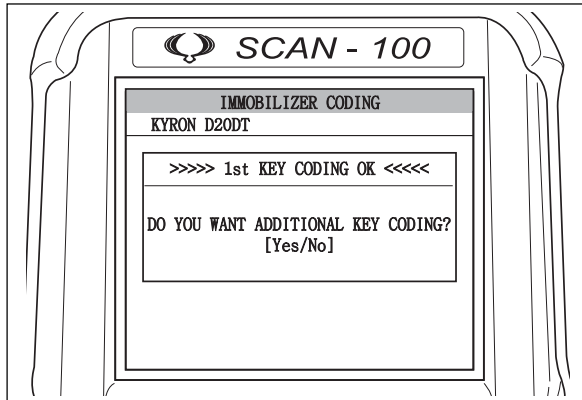 SCAN - 100
IMMOBILIZER CODING
KYRON D20DT
>>>>> 1st KEY CODING OK <<<<<
DO YOU WANT ADDITIONAL KEY CODING?
[Yes/No]